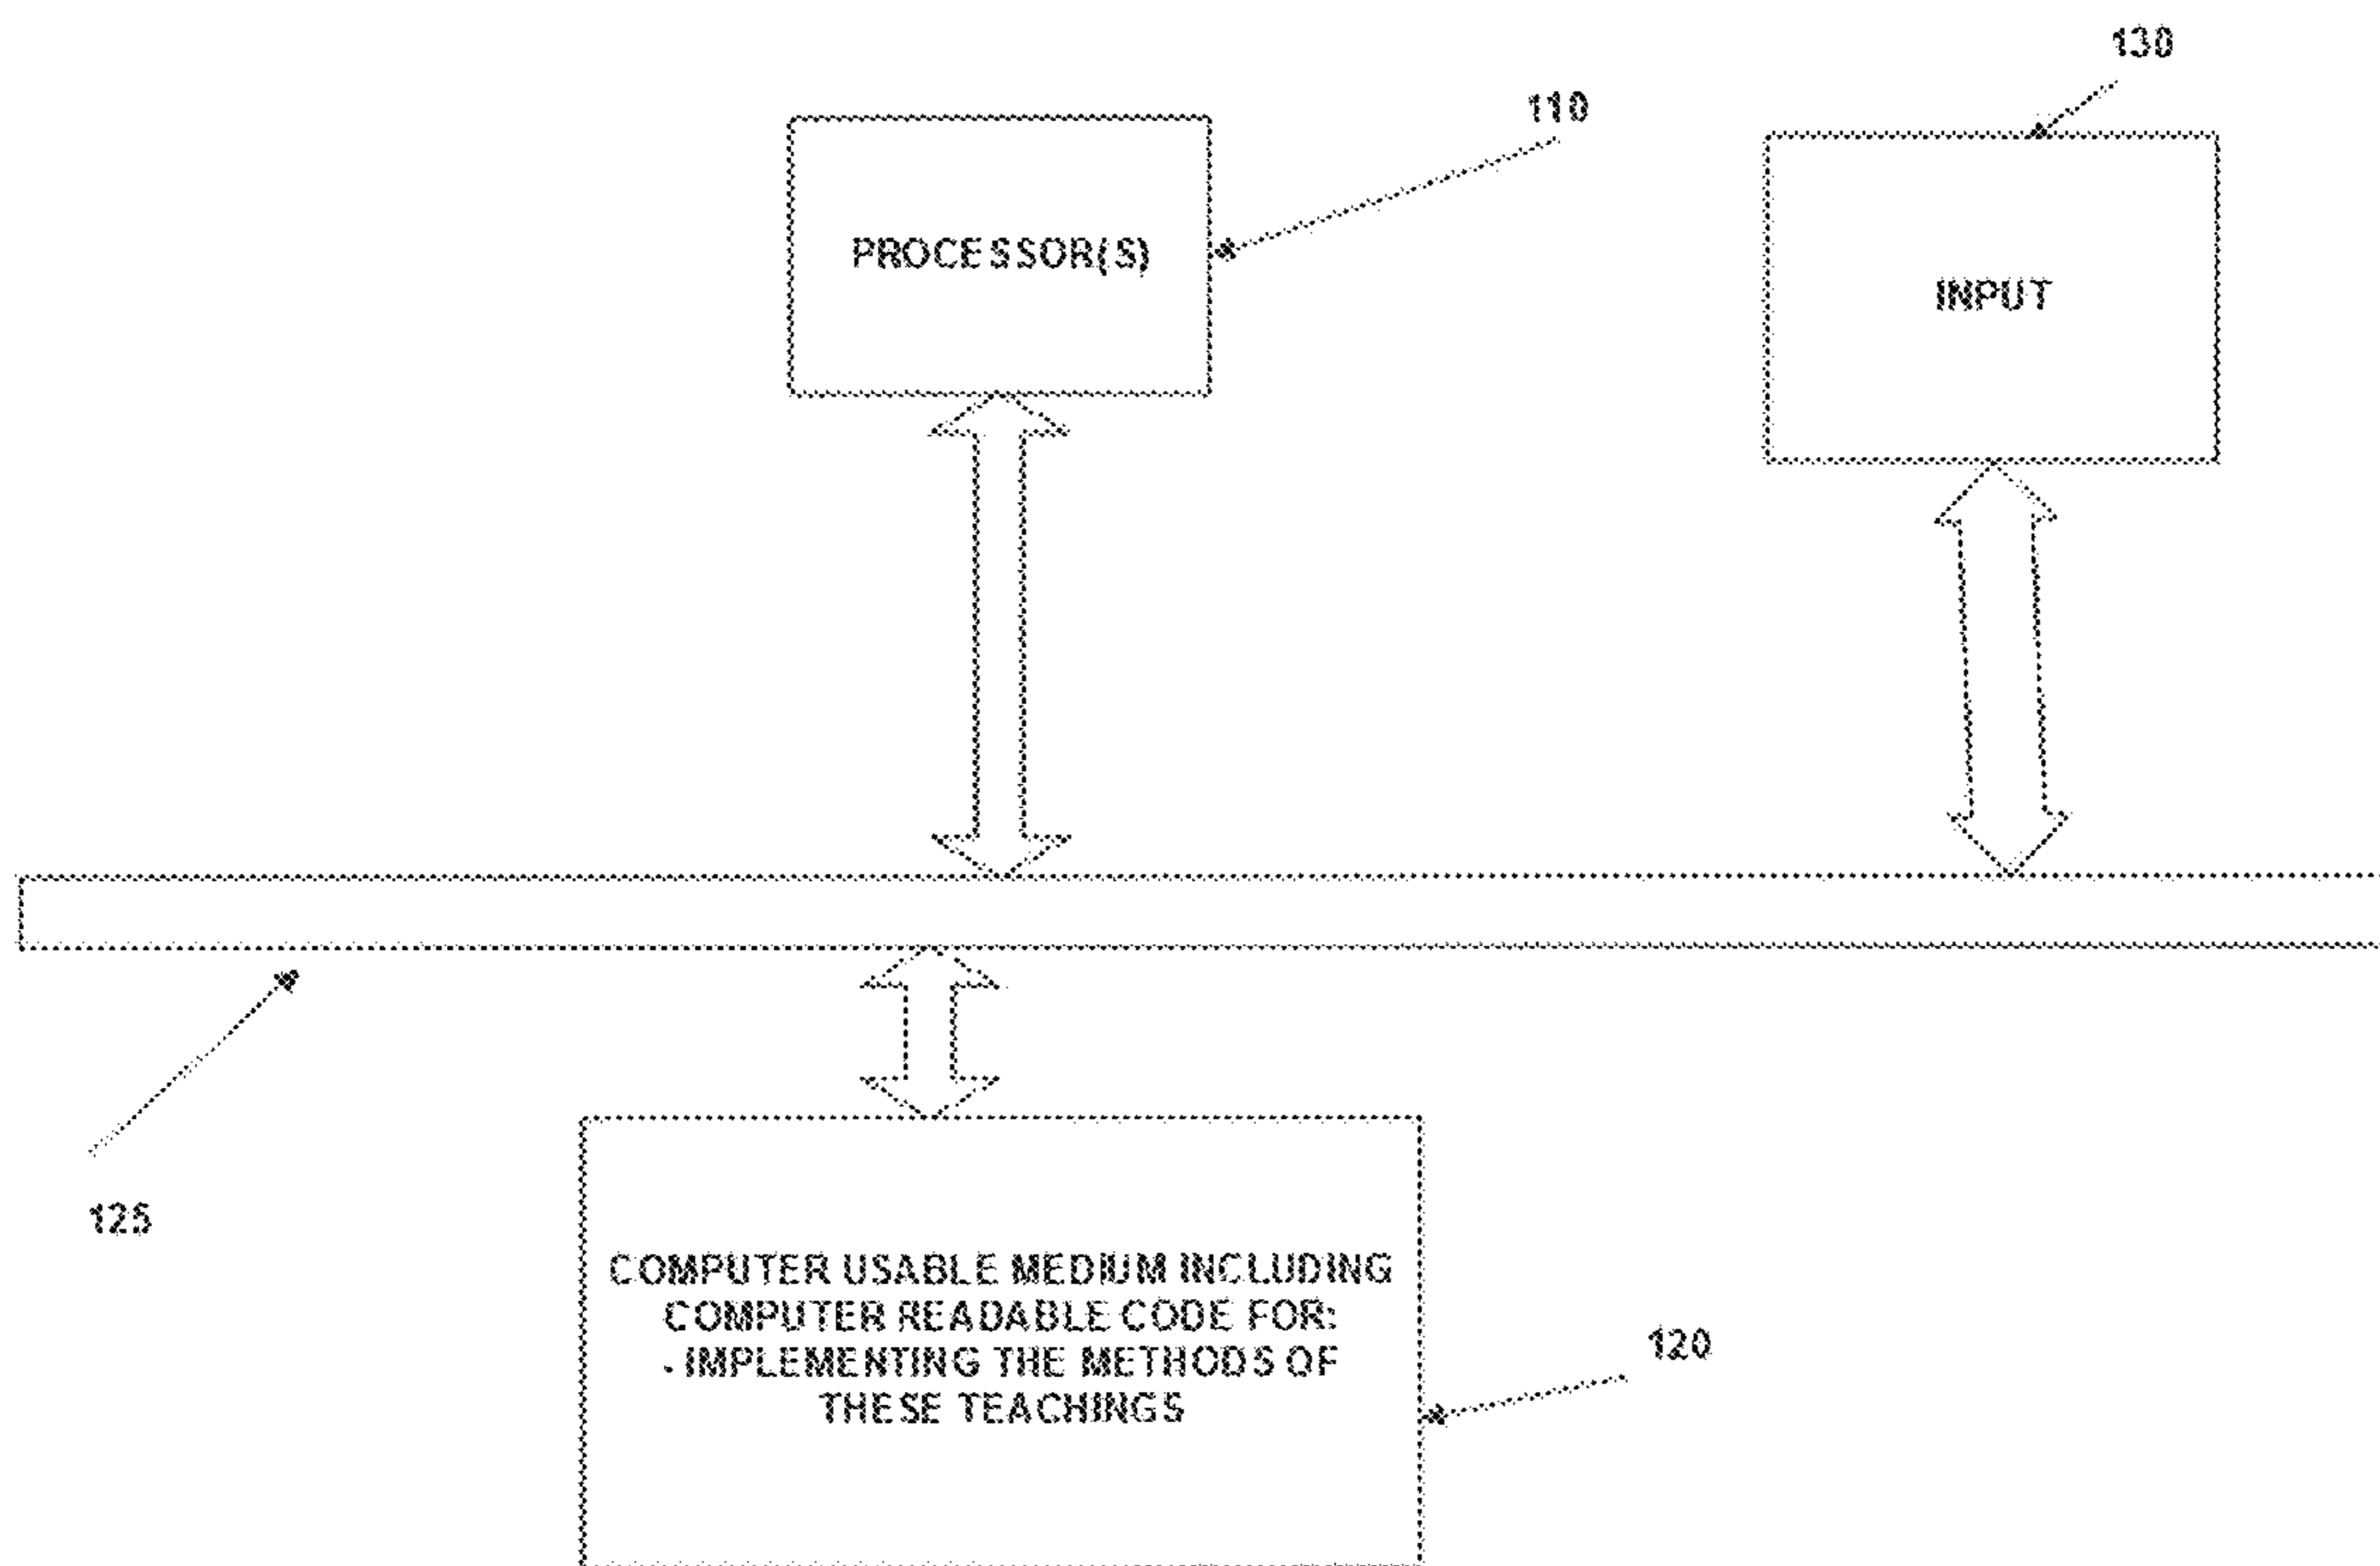 130
110
PROCESSOR(S)
INPUT
125
COMPUTER USABLE MEDIUM INCLUDING
COMPUTER READABLE CODE FOR:
- IMPLEMENTING THE METHODS OF
THESE TEACHINGS
120